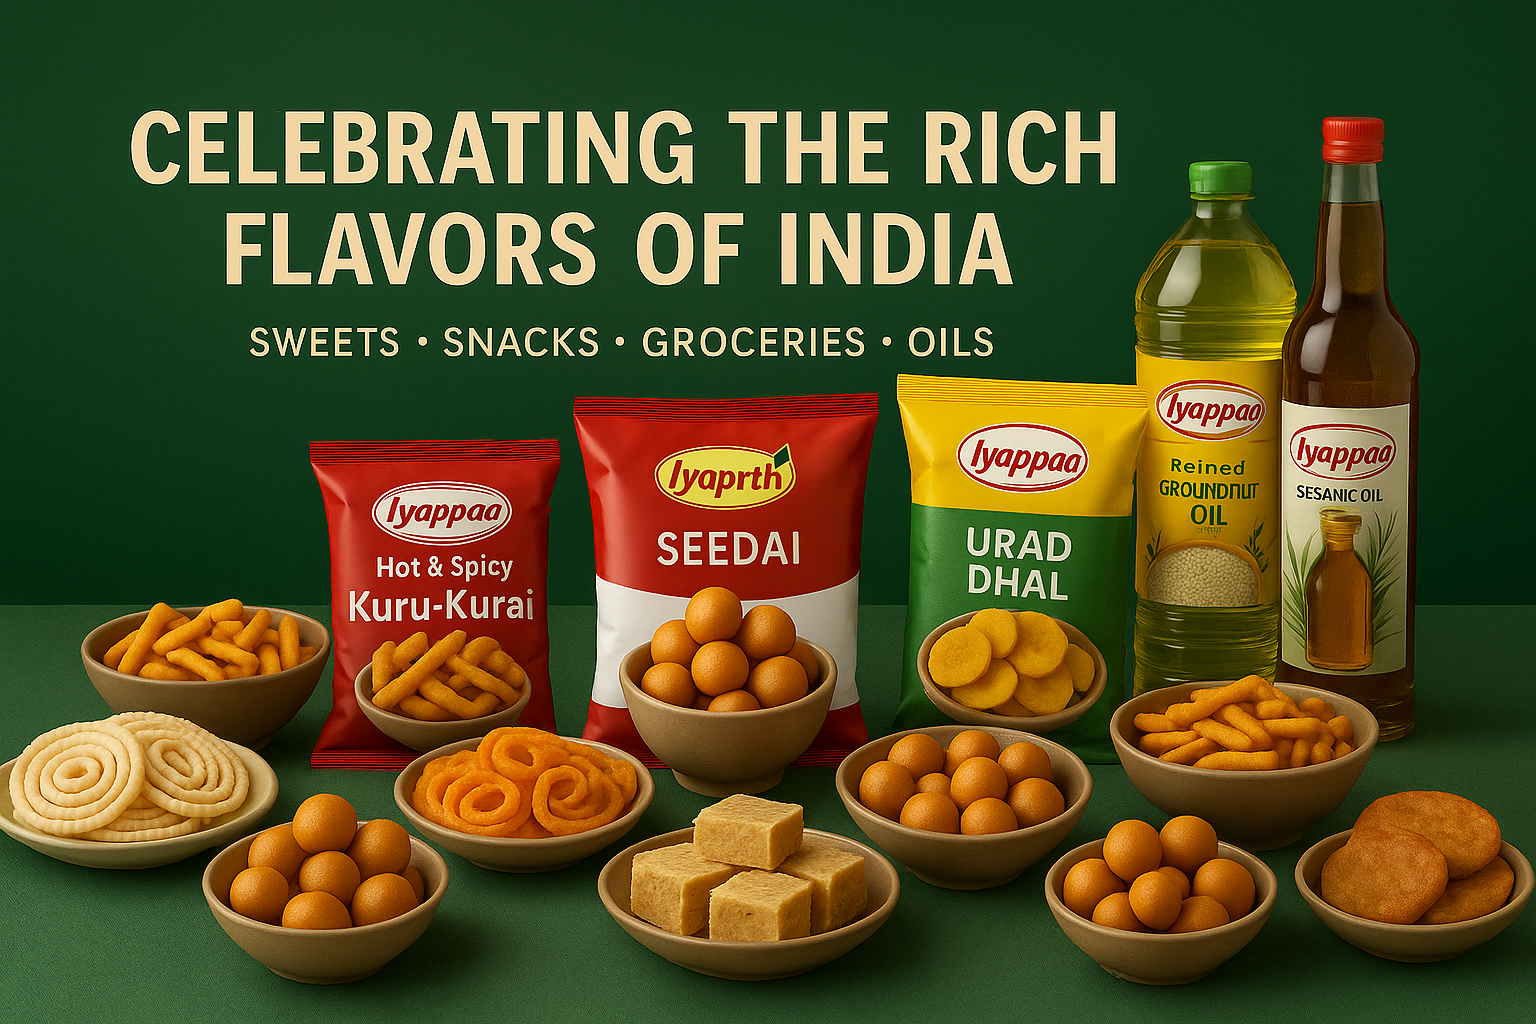 CELEBRATING THE RICH
FLAVORS OF INDIA
SWEETS • SNACKS • GROCERIES • OILS
Iyappaa
Hot & Spicy
Kuru-Kurai
Iyaprth
SEEDAI
Iyappaa
URAD
DHAL
Iyappaa
Reined
GROUNDNUT
OIL
Iyappaa
SESANIC OIL